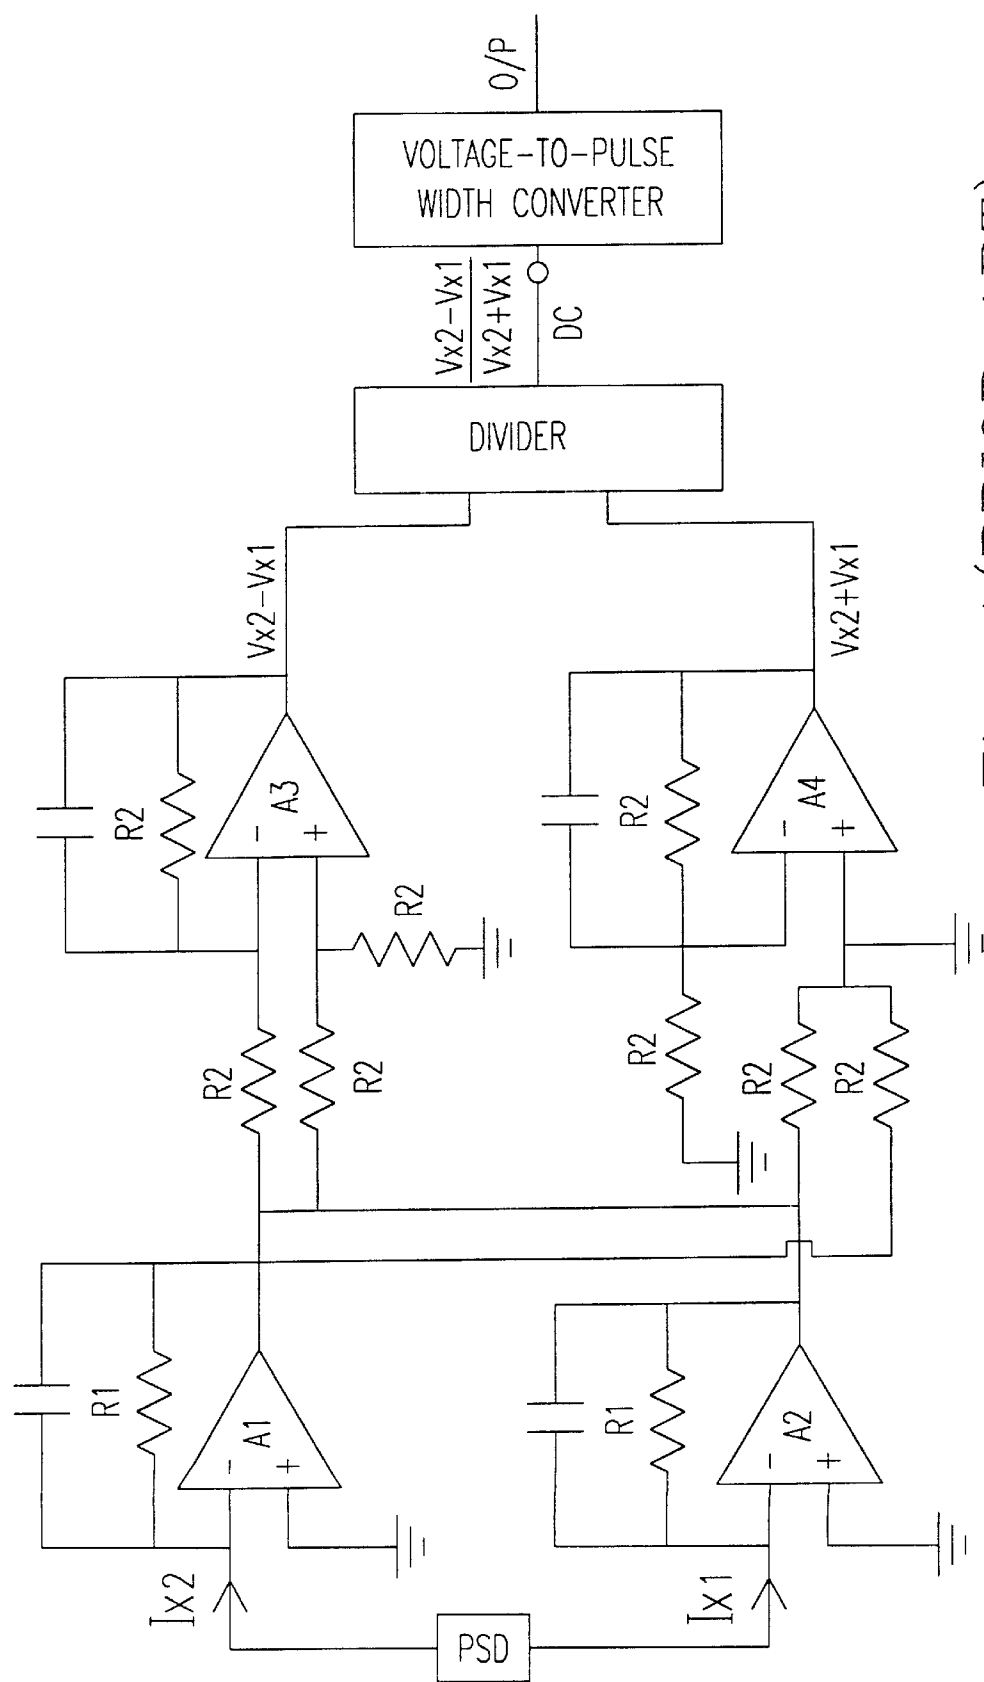 PSD
Ix2
Ix1
R1
A1
-
+
R1
A2
-
+
R2
R2
R2
R2
A3
-
+
Vx2-Vx1
R2
R2
R2
R2
A4
-
+
Vx2+Vx1
DIVIDER
Vx2-Vx1
Vx2+Vx1
DC
VOLTAGE-TO-PULSE
WIDTH CONVERTER
O/P